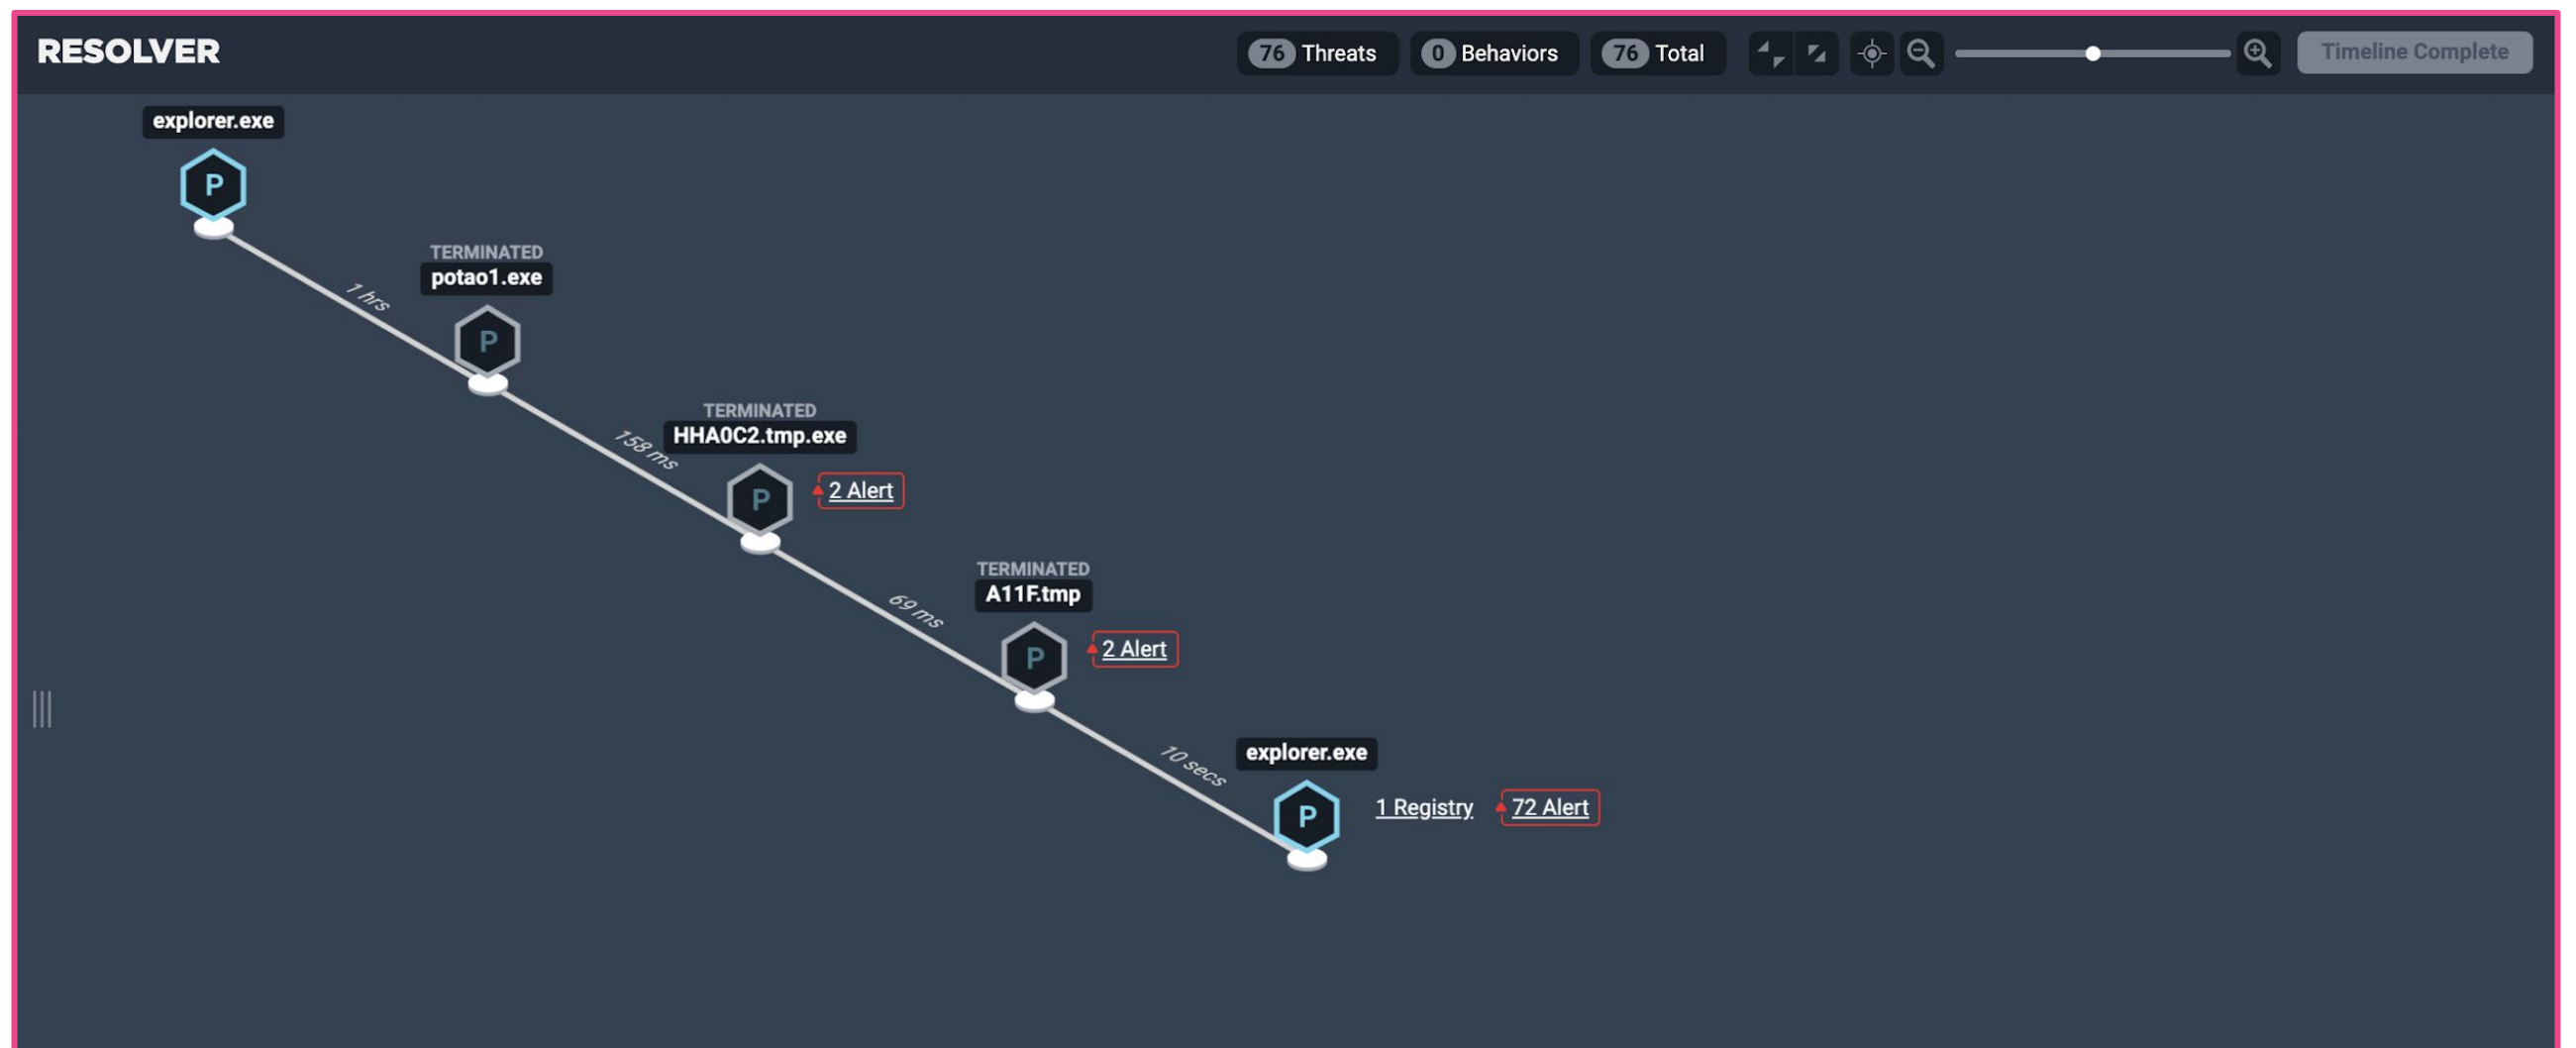 RESOLVER
76 Threats
0 Behaviors
76 Total
Timeline Complete
explorer.exe
P
1 hrs
TERMINATED
potao1.exe
P
158 ms
TERMINATED
HHA0C2.tmp.exe
P
2 Alert
69 ms
TERMINATED
A11F.tmp
P
2 Alert
10 secs
explorer.exe
P
1 Registry
72 Alert